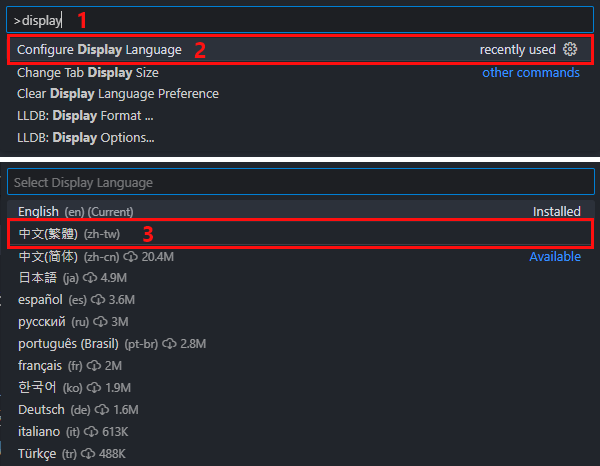 >display 1
Configure Display Language 2 recently used
Change Tab Display Size other commands
Clear Display Language Preference
LLDB: Display Format ...
LLDB: Display Options...
Select Display Language
English (en) (Current) Installed
中文(繁體) (zh-tw) 3
中文(简体) (zh-cn) 20.4M Available
日本語 (ja) 4.9M
español (es) 3.6M
русский (ru) 3M
português (Brasil) (pt-br) 2.8M
français (fr) 2M
한국어 (ko) 1.9M
Deutsch (de) 1.6M
italiano (it) 613K
Türkçe (tr) 488K